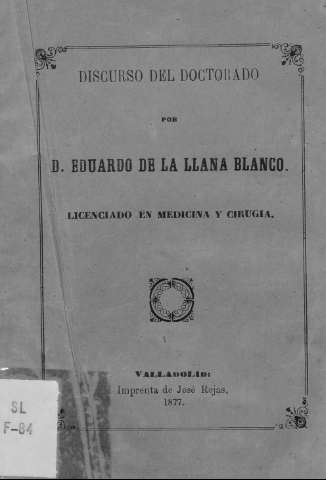 DISCURSO DEL DOCTORADO
POR
D. EDUARDO DE LA LLANA BLANCO.
LICENCIADO EN MEDICINA Y CIRUGIA.
VALLADOLID:
Imprenta de José Rojas.
1877.
SL
F-84